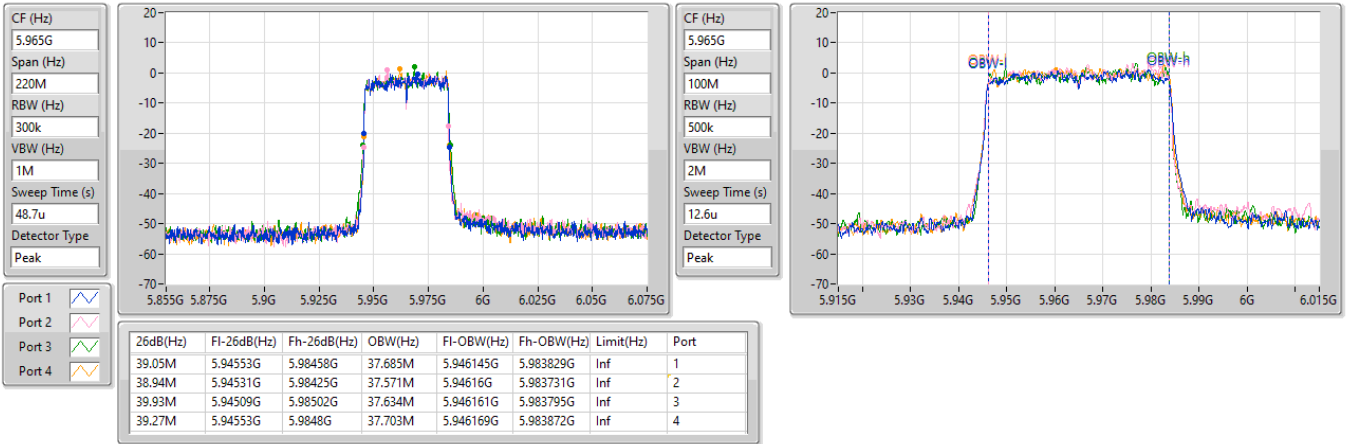 CF (Hz)
5.965G
Span (Hz)
220M
RBW (Hz)
300k
VBW (Hz)
1M
Sweep Time (s)
48.7u
Detector Type
Peak
20-
10-
0-
-10-
-20-
-30-
-40-
-50-
-60-
-70-
5.855G 5.875G 5.9G 5.925G 5.95G 5.975G 6G 6.025G 6.05G 6.075G
CF (Hz)
5.965G
Span (Hz)
100M
RBW (Hz)
500k
VBW (Hz)
2M
Sweep Time (s)
12.6u
Detector Type
Peak
20-
10-
0-
-10-
-20-
-30-
-40-
-50-
-60-
-70-
OBW-l OBW-h
5.915G 5.93G 5.94G 5.95G 5.96G 5.97G 5.98G 5.99G 6G 6.015G
Port 1
Port 2
Port 3
Port 4
26dB(Hz) Fl-26dB(Hz) Fh-26dB(Hz) OBW(Hz) Fl-OBW(Hz) Fh-OBW(Hz) Limit(Hz) Port
39.05M 5.94553G 5.98458G 37.685M 5.946145G 5.983829G Inf 1
38.94M 5.94531G 5.98425G 37.571M 5.94616G 5.983731G Inf 2
39.93M 5.94509G 5.98502G 37.634M 5.946161G 5.983795G Inf 3
39.27M 5.94553G 5.9848G 37.703M 5.946169G 5.983872G Inf 4